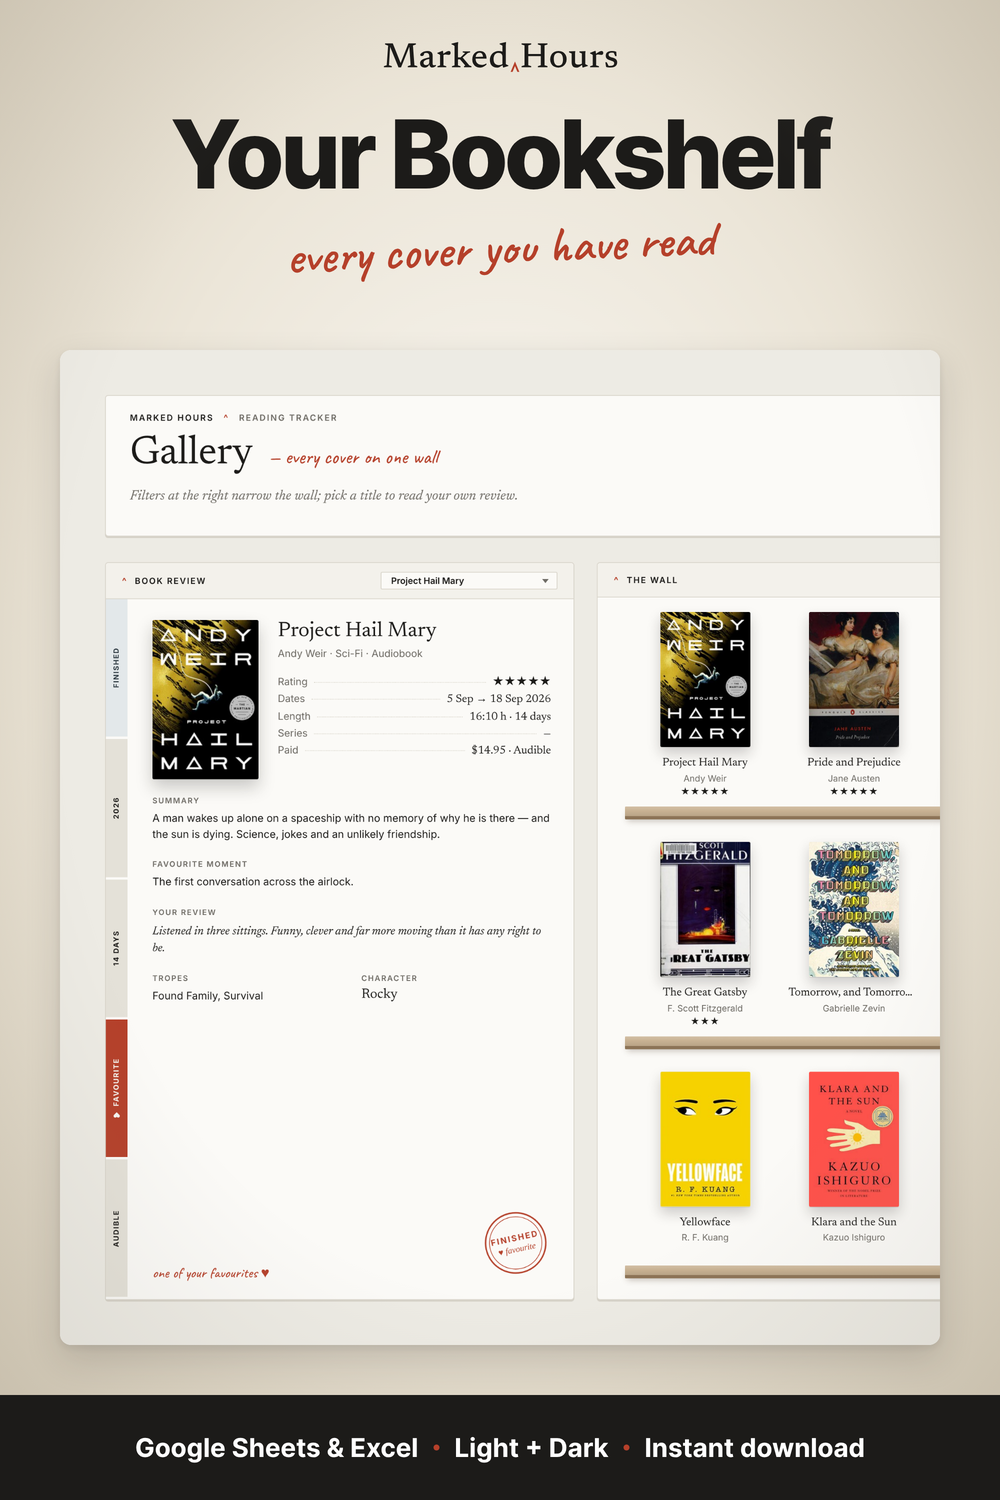 Marked‸Hours
Your Bookshelf
every cover you have read
MARKED HOURS ^ READING TRACKER
Gallery — every cover on one wall
Filters at the right narrow the wall; pick a title to read your own review.
^ BOOK REVIEW
Project Hail Mary
FINISHED
2026
14 DAYS
♥ FAVOURITE
AUDIBLE
ANDY
WEIR
PROJECT
HAIL
MARY
Project Hail Mary
Andy Weir · Sci-Fi · Audiobook
Rating ★★★★★
Dates 5 Sep → 18 Sep 2026
Length 16:10 h · 14 days
Series –
Paid $14.95 · Audible
SUMMARY
A man wakes up alone on a spaceship with no memory of why he is there — and
the sun is dying. Science, jokes and an unlikely friendship.
FAVOURITE MOMENT
The first conversation across the airlock.
YOUR REVIEW
Listened in three sittings. Funny, clever and far more moving than it has any right to
be.
TROPES
Found Family, Survival
CHARACTER
Rocky
one of your favourites ♥
FINISHED
♥ favourite
^ THE WALL
ANDY
WEIR
PROJECT
HAIL
MARY
Project Hail Mary
Andy Weir
★★★★★
JANE AUSTEN
Pride and Prejudice
Pride and Prejudice
Jane Austen
★★★★★
SCOTT
FITZGERALD
THE
GREAT GATSBY
The Great Gatsby
F. Scott Fitzgerald
★★★
TOMORROW
AND
TOMORROW
AND
TOMORROW
GABRIELLE
ZEVIN
Tomorrow, and Tomorro...
Gabrielle Zevin
YELLOWFACE
R. F. KUANG
Yellowface
R. F. Kuang
KLARA AND
THE SUN
A NOVEL
KAZUO
ISHIGURO
Klara and the Sun
Kazuo Ishiguro
Google Sheets & Excel • Light + Dark • Instant download